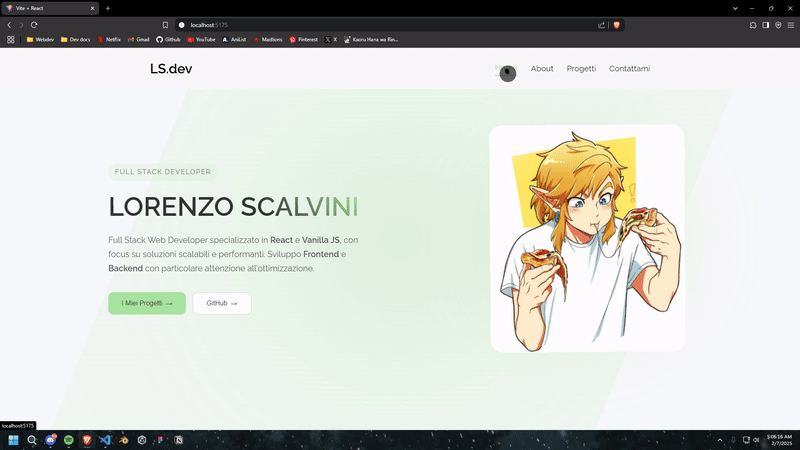 Vite + React
localhost:5175
Webdev
Dev docs
Netflix
Gmail
GitHub
YouTube
AniList
Madlions
Pinterest
X
Kaoru Hana wa Rin...
LS.dev
About
Progetti
Contattami
FULL STACK DEVELOPER
LORENZO SCALVINI
Full Stack Web Developer specializzato in React e Vanilla JS, con
focus su soluzioni scalabili e performanti. Sviluppo Frontend e
Backend con particolare attenzione all'ottimizzazione.
I Miei Progetti →
GitHub →
localhost:5175
5:06:16 AM
2/7/2025